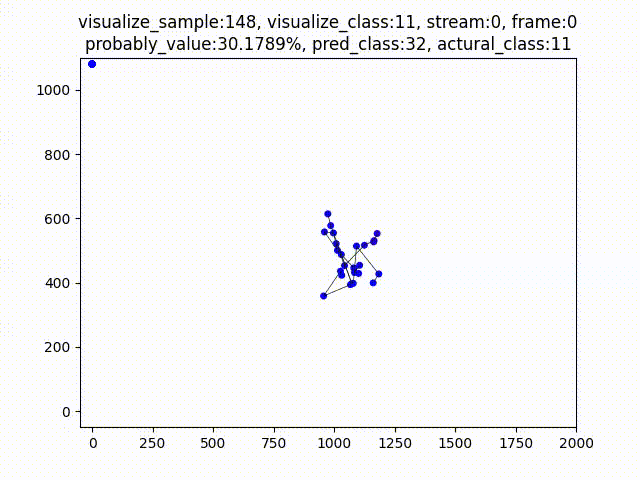 visualize_sample:148, visualize_class:11, stream:0, frame:0
probably_value:30.1789%, pred_class:32, actural_class:11
1000
800
600
400
200
0
0 250 500 750 1000 1250 1500 1750 2000